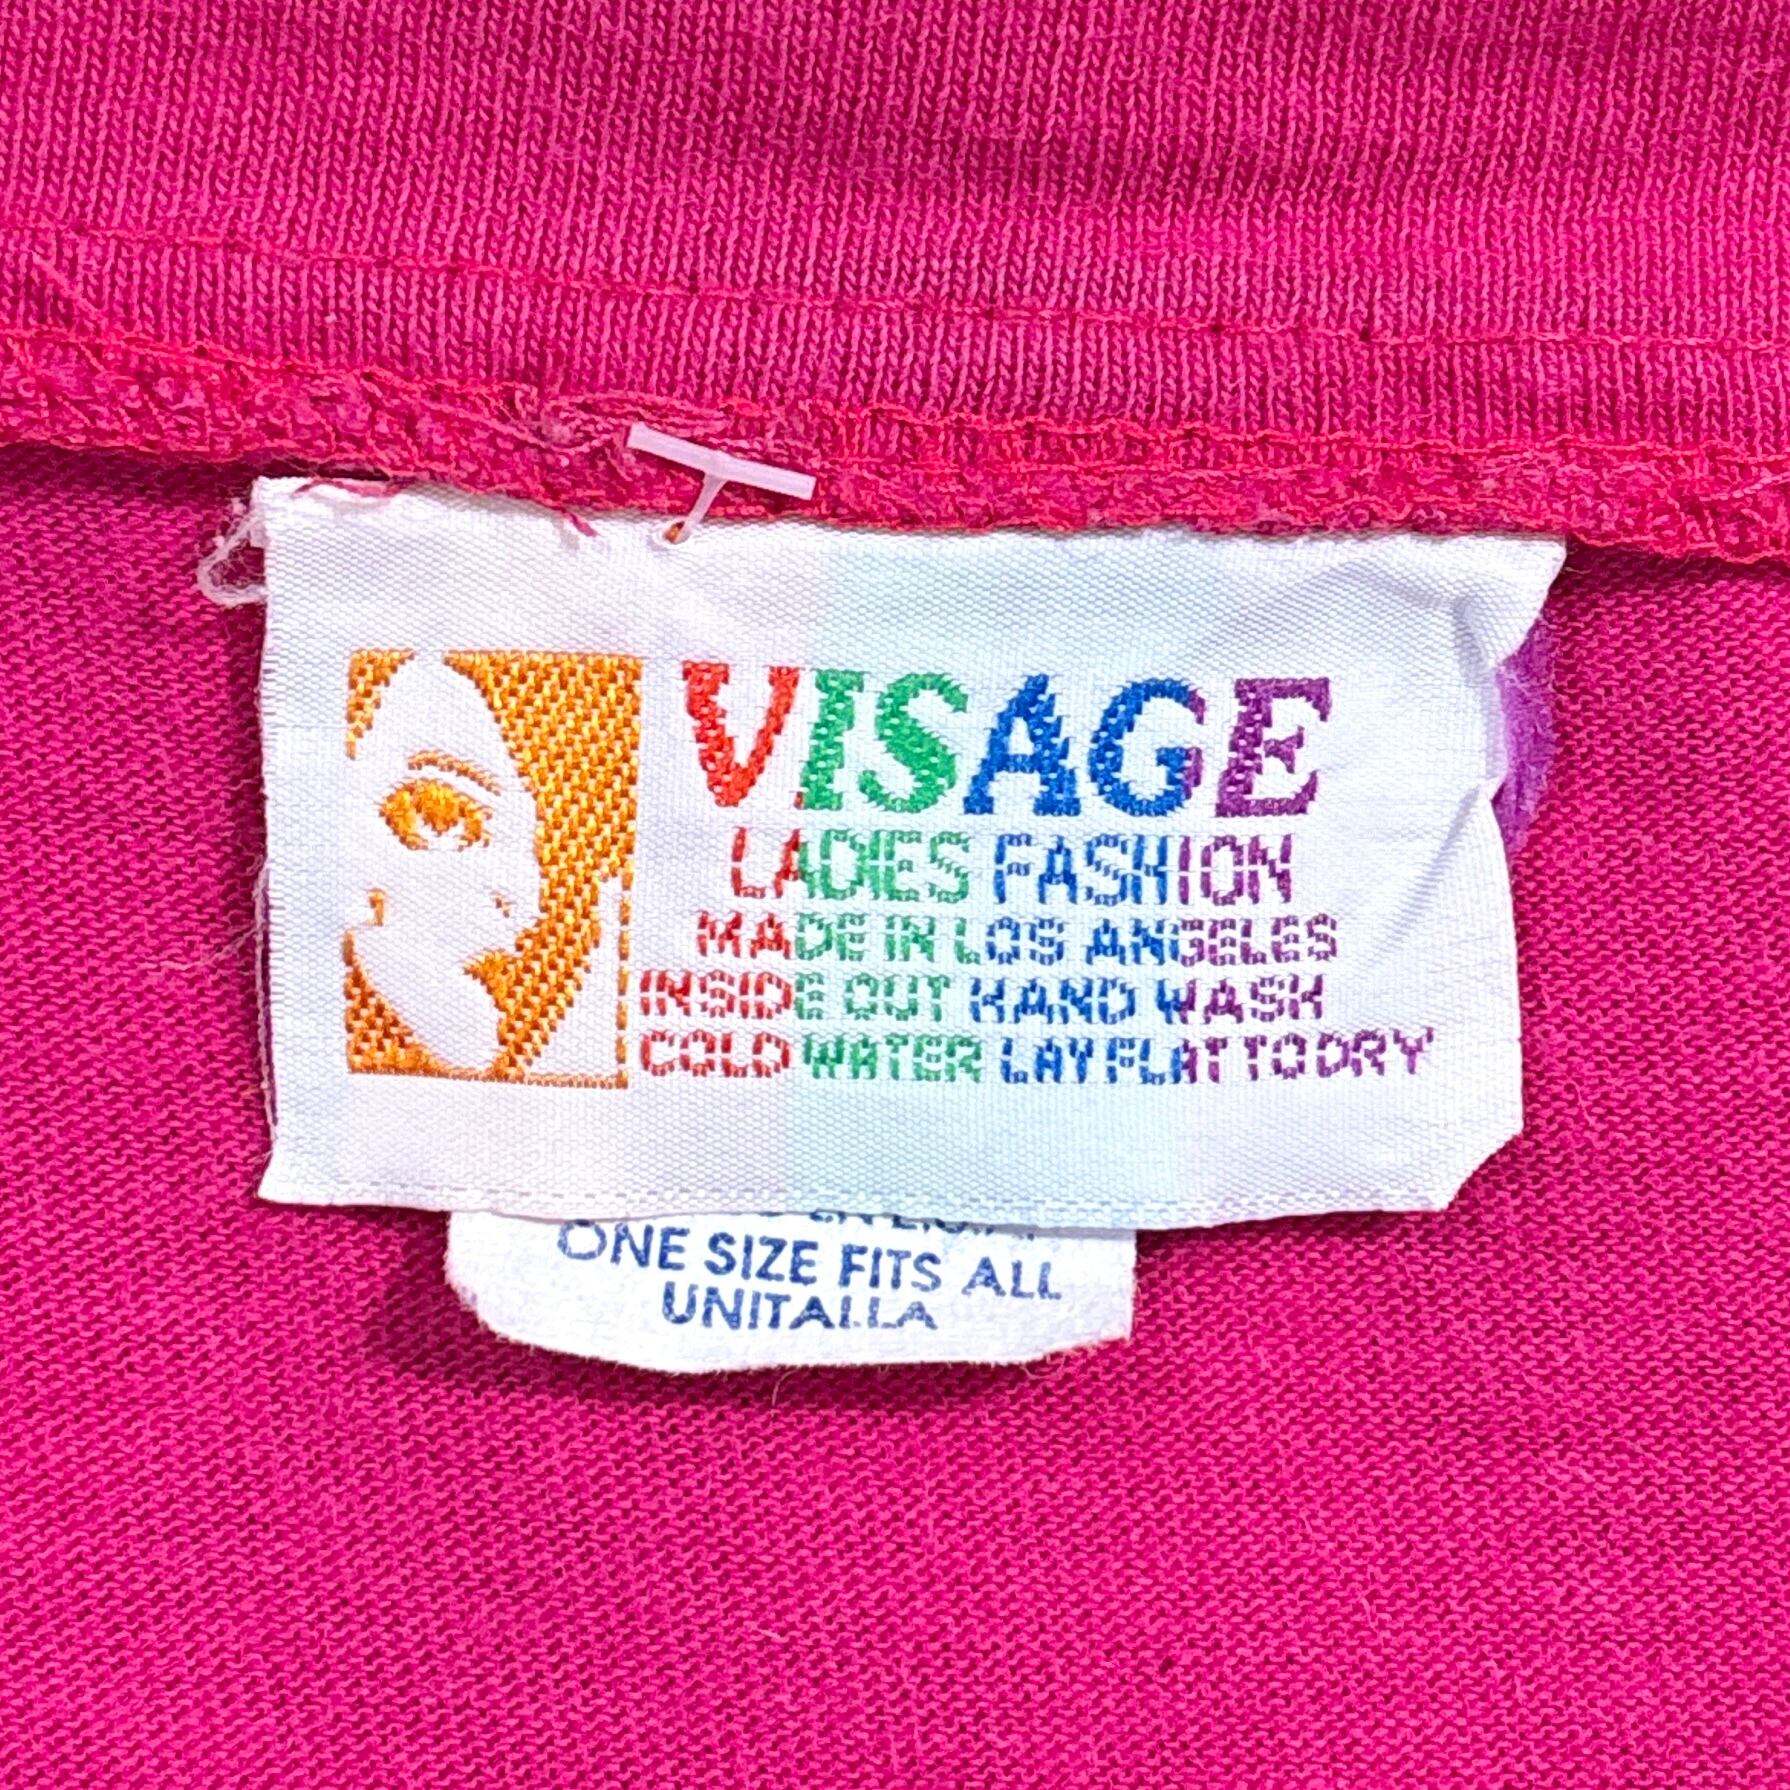 VISAGE
LADIES FASHION
MADE IN LOS ANGELES
INSIDE OUT HAND WASH
COLD WATER LAY FLAT TO DRY
ONE SIZE FITS ALL
UNITALLA